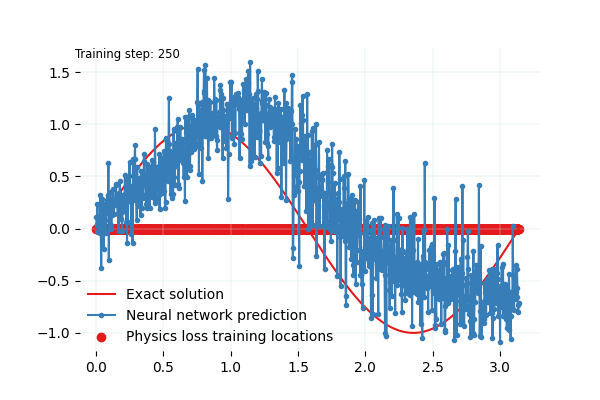 Training step: 250
1.5
1.0
0.5
0.0
−0.5
−1.0
Exact solution
Neural network prediction
Physics loss training locations
0.0 0.5 1.0 1.5 2.0 2.5 3.0